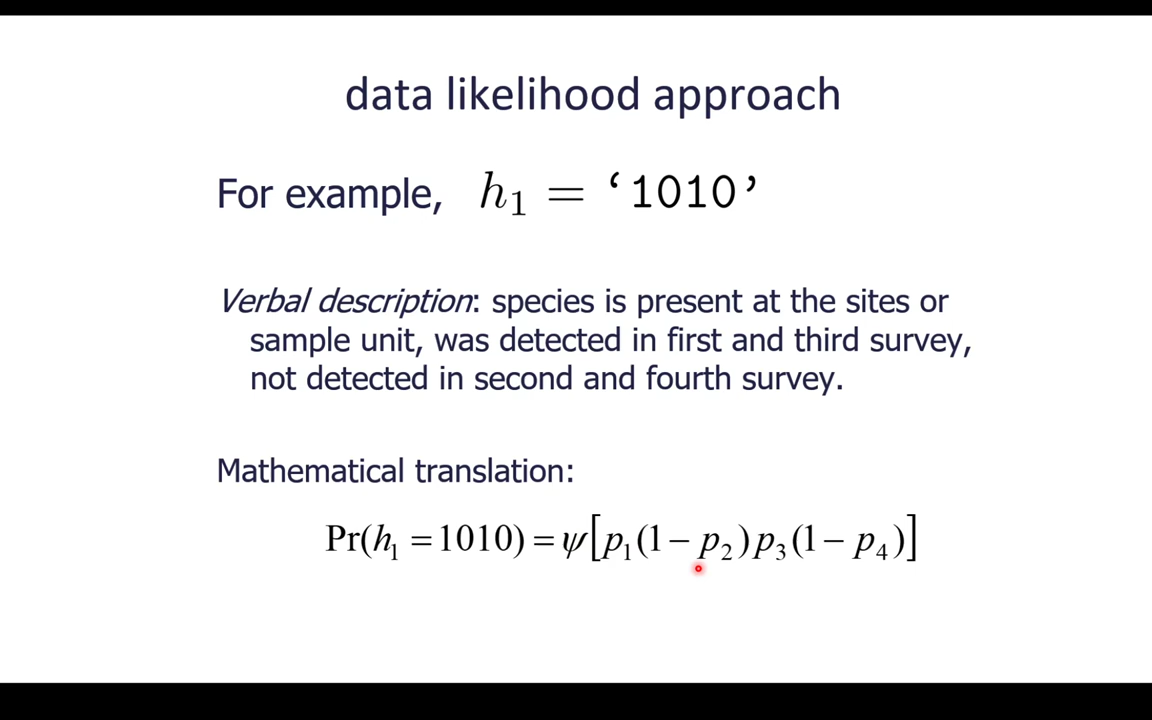 data likelihood approach
For example, h₁ = ‘1010’
Verbal description: species is present at the sites or
sample unit, was detected in first and third survey,
not detected in second and fourth survey.
Mathematical translation:
Pr(h₁ = 1010) = ψ[p₁(1 − p₂)p₃(1 − p₄)]